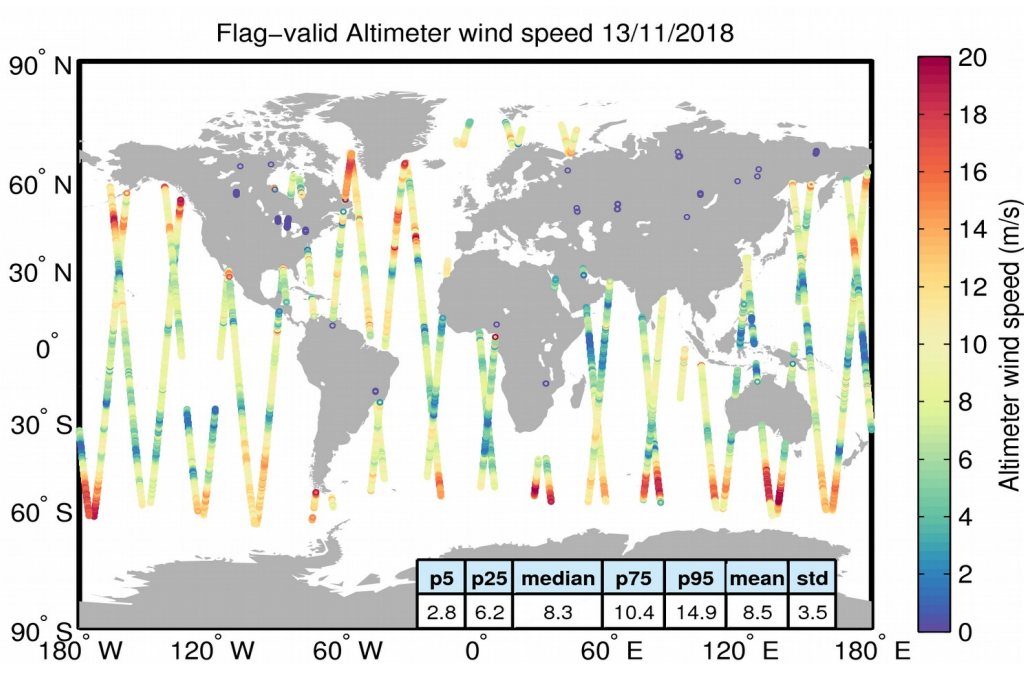 Flag−valid Altimeter wind speed 13/11/2018
90° N
60° N
30° N
0°
30° S
60° S
90° S
180° W
120° W
60° W
0°
60° E
120° E
180° E
p5 p25 median p75 p95 mean std
2.8 6.2 8.3 10.4 14.9 8.5 3.5
20
18
16
14
12
10
8
6
4
2
0
Altimeter wind speed (m/s)